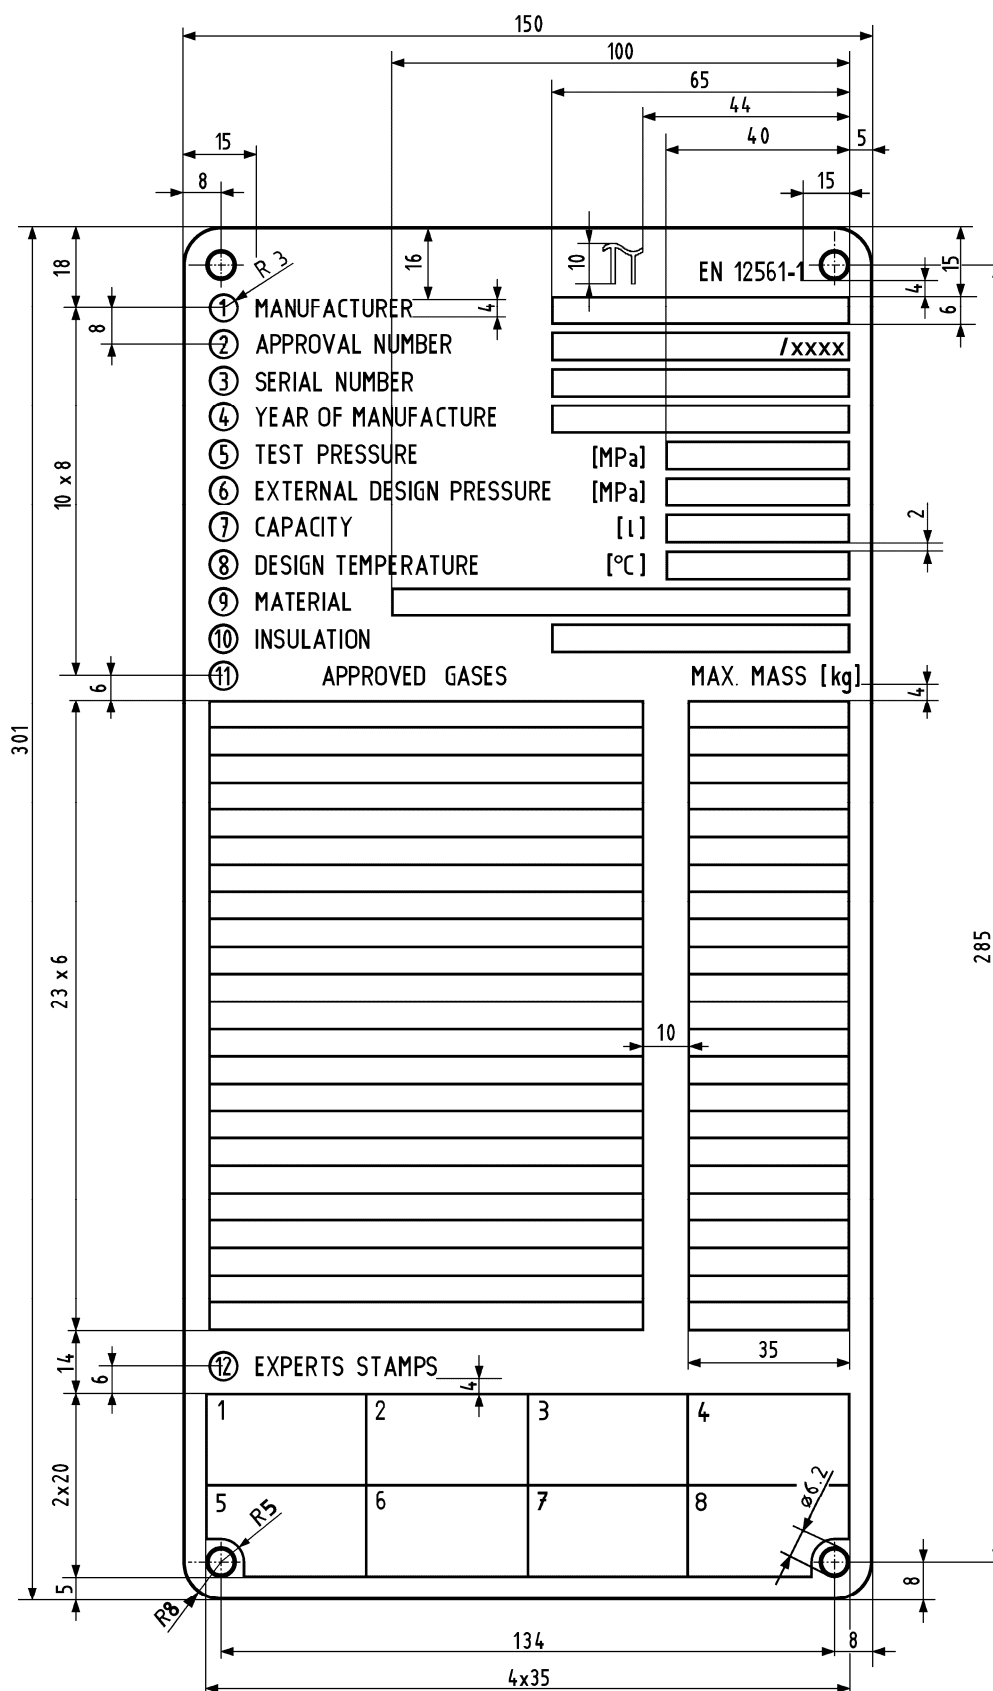 150
100
65
44
15
40
5
8
15
18
R 3
16
10
EN 12561-1
15
4
1 MANUFACTURER
4
6
8
2 APPROVAL NUMBER
/xxxx
3 SERIAL NUMBER
4 YEAR OF MANUFACTURE
5 TEST PRESSURE [MPa]
10 x 8
6 EXTERNAL DESIGN PRESSURE [MPa]
7 CAPACITY [l]
2
8 DESIGN TEMPERATURE [°C]
9 MATERIAL
10 INSULATION
11 APPROVED GASES MAX. MASS [kg]
6
4
301
285
23 x 6
10
35
14
12 EXPERTS STAMPS
6
4
1 2 3 4
2x20
5 6 7 8
R5
ø6.2
5
R8
8
134
8
4x35